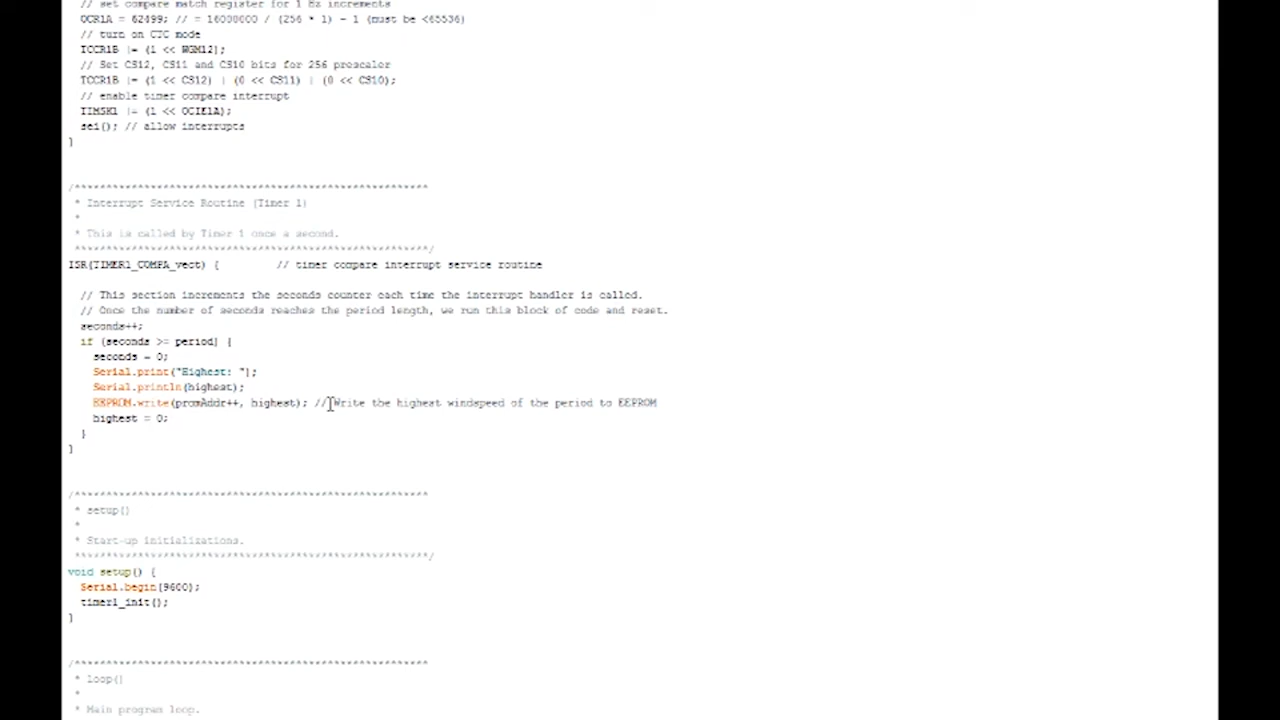 // set compare match register for 1 Hz increments
OCR1A = 62499; // = 16000000 / (256 * 1) - 1 (must be <65536)
// turn on CTC mode
TCCR1B |= (1 << WGM12);
// Set CS12, CS11 and CS10 bits for 256 prescaler
TCCR1B |= (1 << CS12) | (0 << CS11) | (0 << CS10);
// enable timer compare interrupt
TIMSK1 |= (1 << OCIE1A);
sei(); // allow interrupts
}
/********************************************************
* Interrupt Service Routine (Timer 1)
*
* This is called by Timer 1 once a second.
********************************************************/
ISR(TIMER1_COMPA_vect) { // timer compare interrupt service routine
// This section increments the seconds counter each time the interrupt handler is called.
// Once the number of seconds reaches the period length, we run this block of code and reset.
seconds++;
if (seconds >= period) {
seconds = 0;
Serial.print("Highest: ");
Serial.println(highest);
EEPROM.write(promAddr++, highest); // Write the highest windspeed of the period to EEPROM
highest = 0;
}
}
/********************************************************
* setup()
*
* Start-up initializations.
********************************************************/
void setup() {
Serial.begin(9600);
timer1_init();
}
/********************************************************
* loop()
*
* Main program loop.